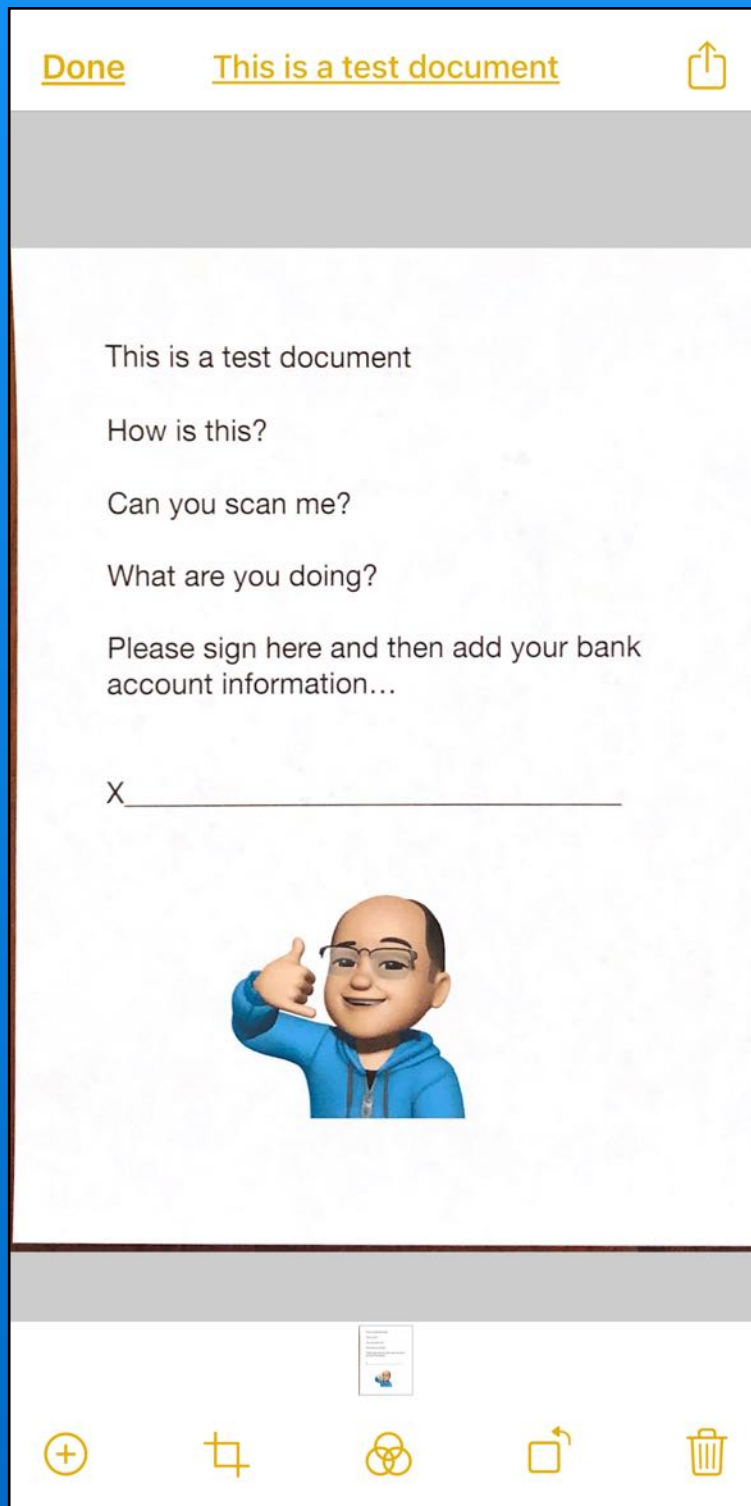 Done
This is a test document
This is a test document
How is this?
Can you scan me?
What are you doing?
Please sign here and then add your bank
account information…
X